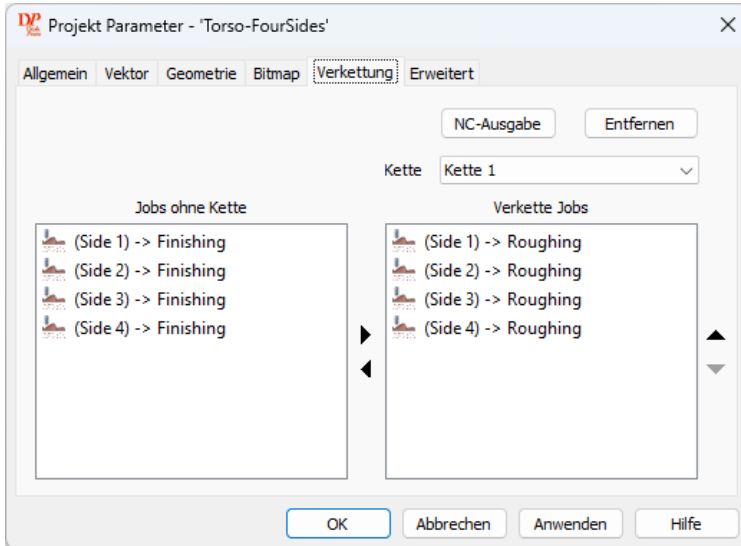 Projekt Parameter - 'Torso-FourSides'
Allgemein Vektor Geometrie Bitmap Verkettung Erweitert
NC-Ausgabe Entfernen
Kette Kette 1
Jobs ohne Kette Verkette Jobs
(Side 1) -> Finishing (Side 1) -> Roughing
(Side 2) -> Finishing (Side 2) -> Roughing
(Side 3) -> Finishing (Side 3) -> Roughing
(Side 4) -> Finishing (Side 4) -> Roughing
OK Abbrechen Anwenden Hilfe